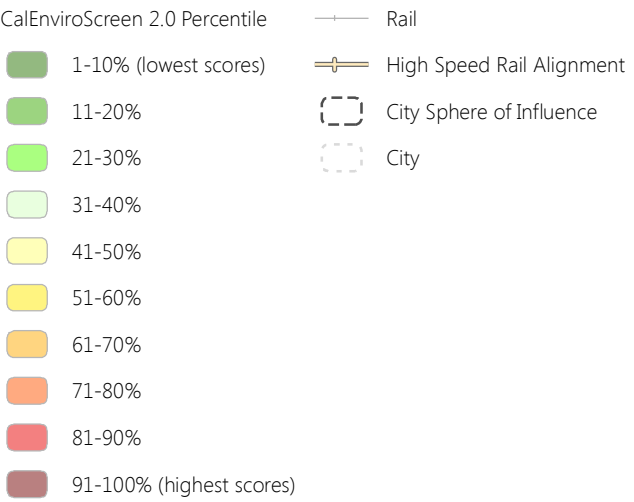 CalEnviroScreen 2.0 Percentile
1-10% (lowest scores)
11-20%
21-30%
31-40%
41-50%
51-60%
61-70%
71-80%
81-90%
91-100% (highest scores)
Rail
High Speed Rail Alignment
City Sphere of Influence
City